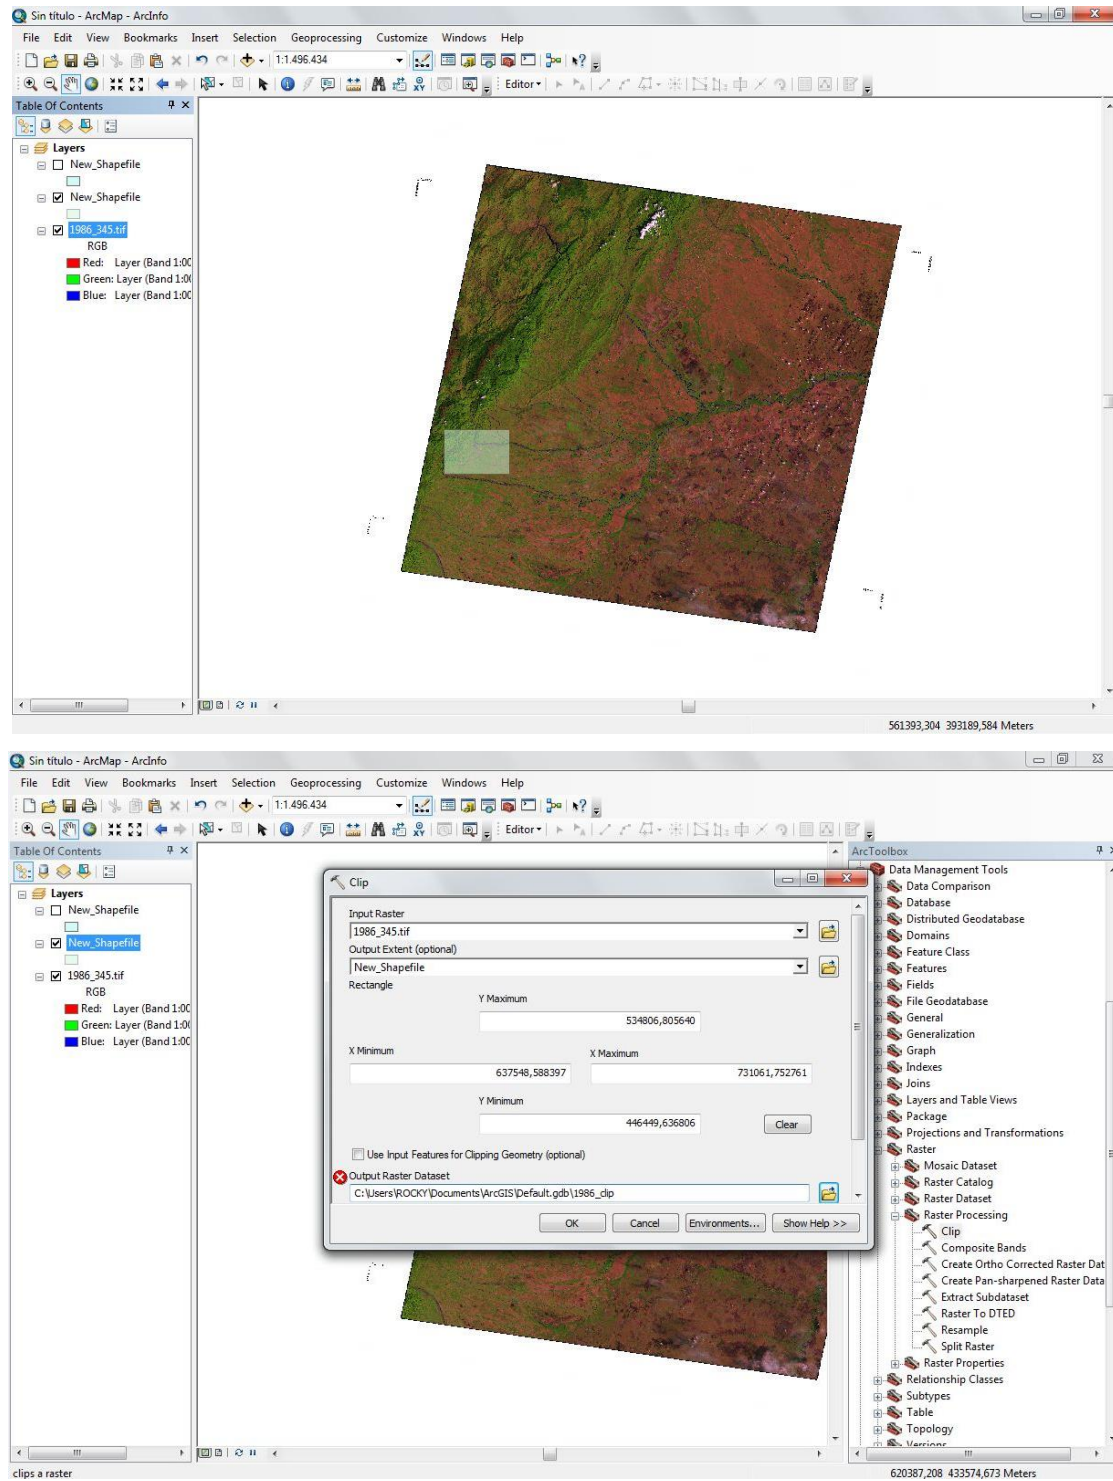 Sin título - ArcMap - ArcInfo
File Edit View Bookmarks Insert Selection Geoprocessing Customize Windows Help
1:1.496.434
Editor
Table Of Contents
Layers
New_Shapefile
New_Shapefile
1986_345.tif
RGB
Red: Layer (Band 1:00
Green: Layer (Band 1:00
Blue: Layer (Band 1:00
561393,304 393189,584 Meters
Sin título - ArcMap - ArcInfo
File Edit View Bookmarks Insert Selection Geoprocessing Customize Windows Help
1:1.496.434
Editor
Table Of Contents
Layers
New_Shapefile
New_Shapefile
1986_345.tif
RGB
Red: Layer (Band 1:00
Green: Layer (Band 1:00
Blue: Layer (Band 1:00
Clip
Input Raster
1986_345.tif
Output Extent (optional)
New_Shapefile
Rectangle
Y Maximum
534806,805640
X Minimum
X Maximum
637548,588397
731061,752761
Y Minimum
446449,636806
Clear
Use Input Features for Clipping Geometry (optional)
Output Raster Dataset
C:\Users\ROCKY\Documents\ArcGIS\Default.gdb\1986_clip
OK
Cancel
Environments...
Show Help >>
ArcToolbox
Data Management Tools
Data Comparison
Database
Distributed Geodatabase
Domains
Feature Class
Features
Fields
File Geodatabase
General
Generalization
Graph
Indexes
Joins
Layers and Table Views
Package
Projections and Transformations
Raster
Mosaic Dataset
Raster Catalog
Raster Dataset
Raster Processing
Clip
Composite Bands
Create Ortho Corrected Raster Dat
Create Pan-sharpened Raster Data
Extract Subdataset
Raster To DTED
Resample
Split Raster
Raster Properties
Relationship Classes
Subtypes
Table
Topology
Versions
clips a raster
620387,208 433574,673 Meters